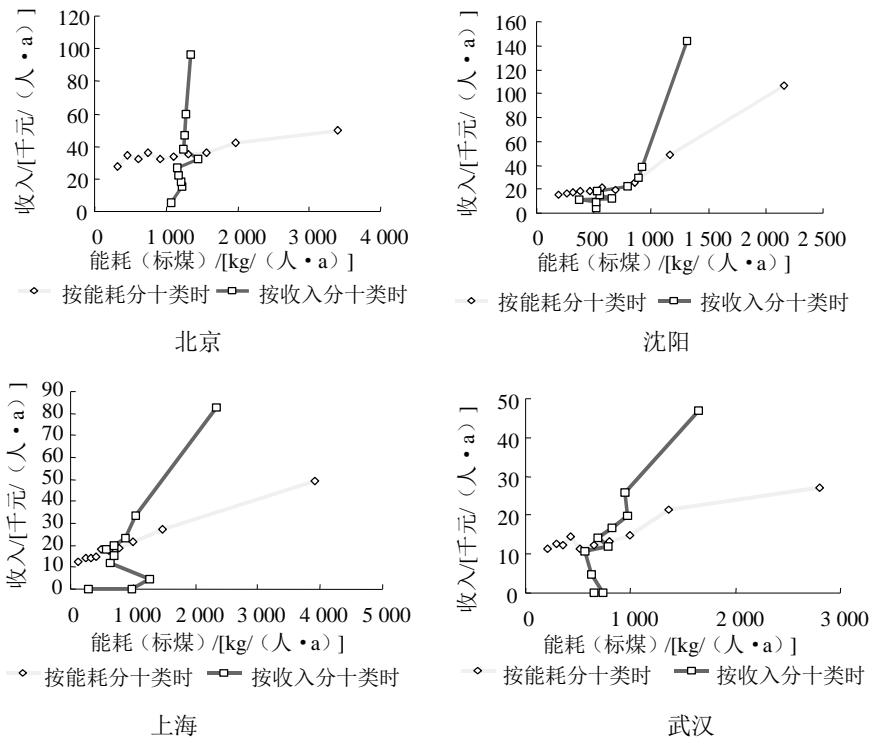 收入/[千元/（人·a）]
120
100
80
60
40
20
0
0
1 000
2 000
3 000
4 000
能耗（标煤）/[kg/（人·a）]
按能耗分十类时
按收入分十类时
北京
收入/[千元/（人·a）]
160
140
120
100
80
60
40
20
0
0
500
1 000
1 500
2 000
2 500
能耗（标煤）/[kg/（人·a）]
按能耗分十类时
按收入分十类时
沈阳
收入/[千元/（人·a）]
90
80
70
60
50
40
30
20
10
0
0
1 000
2 000
3 000
4 000
5 000
能耗（标煤）/[kg/（人·a）]
按能耗分十类时
按收入分十类时
上海
收入/[千元/（人·a）]
50
40
30
20
10
0
0
1 000
2 000
3 000
能耗（标煤）/[kg/（人·a）]
按能耗分十类时
按收入分十类时
武汉